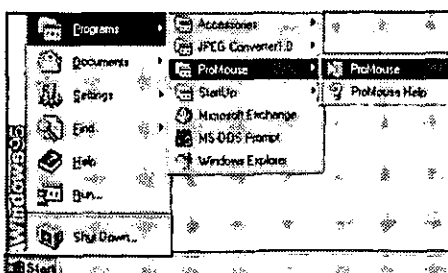 Programs
Documents
Settings
Find
Help
Run...
Shut Down...
Start
Windows95
Accessories
JPEG Converter1.0
ProMouse
StartUp
Microsoft Exchange
MS-DOS Prompt
Windows Explorer
ProMouse
ProMouse Help